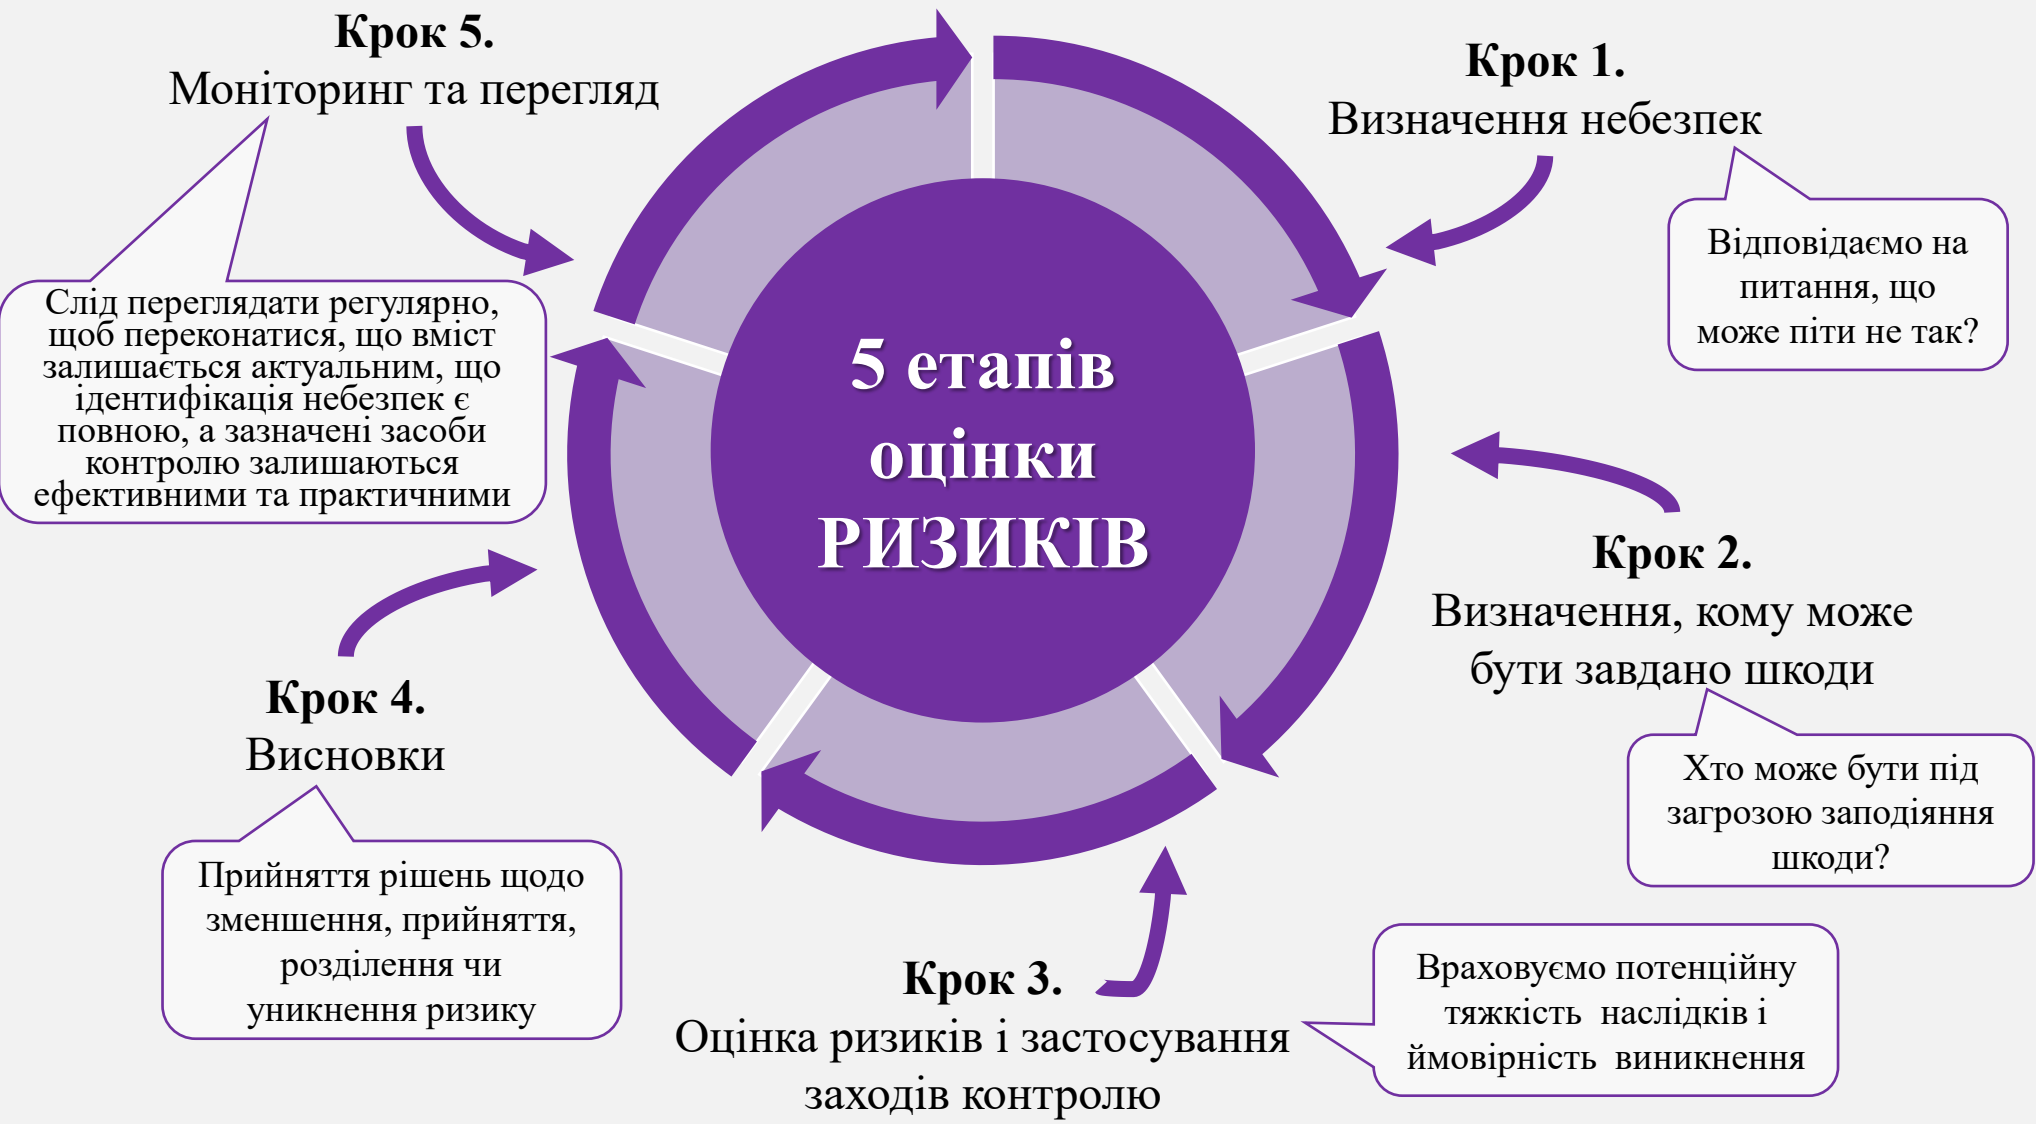 5 етапів
оцінки
РИЗИКІВ
Крок 1.
Визначення небезпек
Відповідаємо на
питання, що
може піти не так?
Крок 2.
Визначення, кому може
бути завдано шкоди
Хто може бути під
загрозою заподіяння
шкоди?
Крок 3.
Оцінка ризиків і застосування
заходів контролю
Враховуємо потенційну
тяжкість наслідків і
ймовірність виникнення
Крок 4.
Висновки
Прийняття рішень щодо
зменшення, прийняття,
розділення чи
уникнення ризику
Крок 5.
Моніторинг та перегляд
Слід переглядати регулярно,
щоб переконатися, що вміст
залишається актуальним, що
ідентифікація небезпек є
повною, а зазначені засоби
контролю залишаються
ефективними та практичними